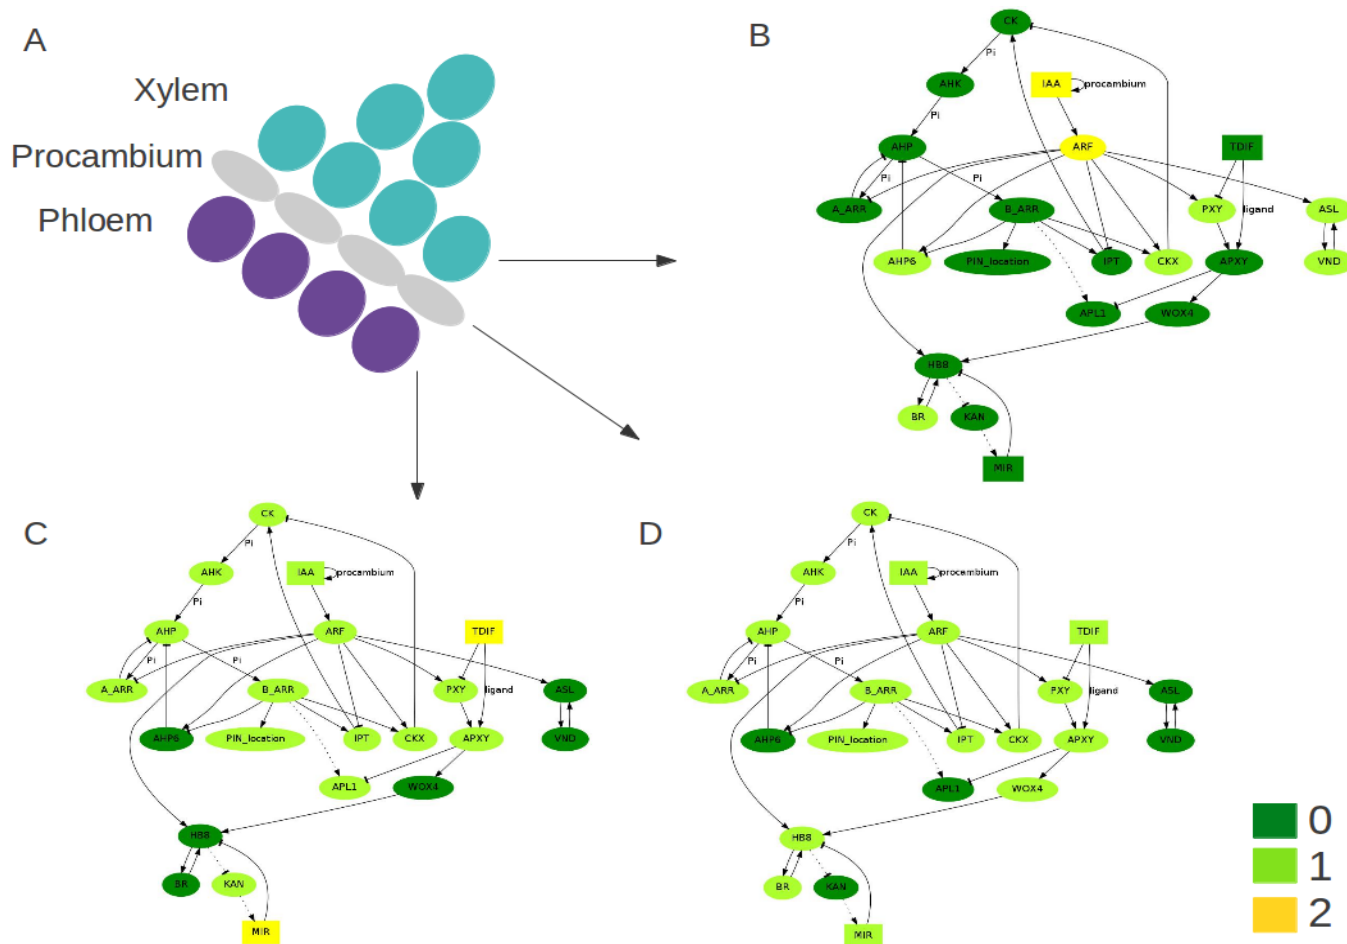 A
Xylem
Procambium
Phloem
B
CK
Pi
AHK
IAA
procambium
Pi
AHP
ARF
TDIF
Pi
Pi
A_ARR
B_ARR
PXY
ligand
ASL
AHP6
PIN_location
IPT
CKX
APXY
VND
APL1
WOX4
HB8
BR
KAN
MIR
C
CK
Pi
AHK
IAA
procambium
Pi
AHP
ARF
TDIF
Pi
Pi
A_ARR
B_ARR
PXY
ligand
ASL
AHP6
PIN_location
IPT
CKX
APXY
VND
APL1
WOX4
HB8
BR
KAN
MIR
D
CK
Pi
AHK
IAA
procambium
Pi
AHP
ARF
TDIF
Pi
Pi
A_ARR
B_ARR
PXY
ligand
ASL
AHP6
PIN_location
IPT
CKX
APXY
VND
APL1
WOX4
HB8
BR
KAN
MIR
0
1
2